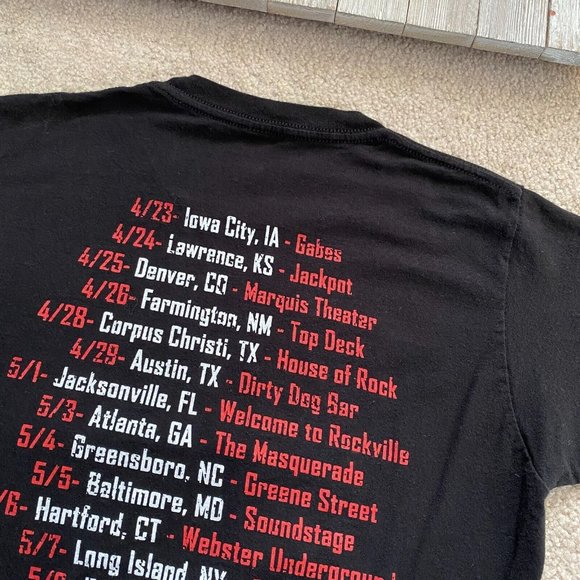 4/23- Iowa City, IA - Gabes
4/24- Lawrence, KS - Jackpot
4/25- Denver, CO - Marquis Theater
4/26- Farmington, NM - Top Deck
4/28- Corpus Christi, TX - House of Rock
4/29- Austin, TX - Dirty Dog Bar
5/1- Jacksonville, FL - Welcome to Rockville
5/3- Atlanta, GA - The Masquerade
5/4- Greensboro, NC - Greene Street
5/5- Baltimore, MD - Soundstage
/6- Hartford, CT - Webster Underground
5/7- Long Island, NY